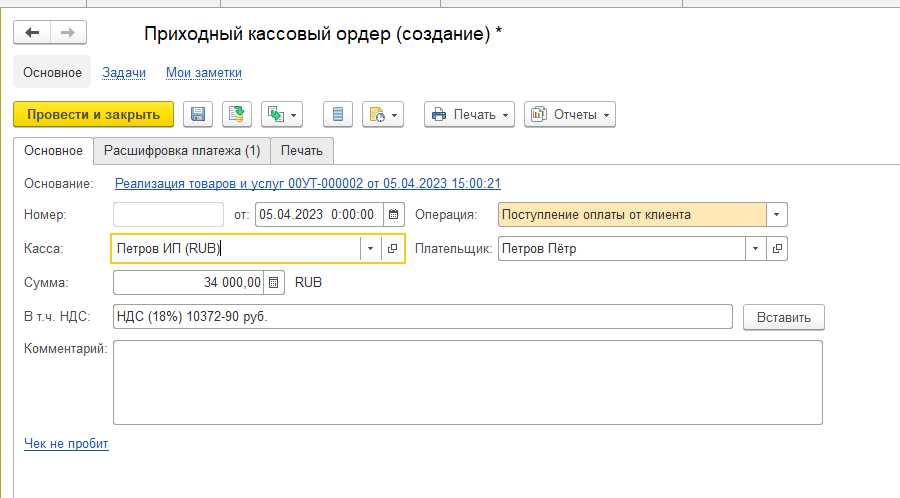 Приходный кассовый ордер (создание) *
Основное Задачи Мои заметки
Провести и закрыть Печать Отчеты
Основное Расшифровка платежа (1) Печать
Основание: Реализация товаров и услуг 00УТ-000002 от 05.04.2023 15:00:21
Номер: от: 05.04.2023 0:00:00 Операция: Поступление оплаты от клиента
Касса: Петров ИП (RUB) Плательщик: Петров Пётр
Сумма: 34 000,00 RUB
В т.ч. НДС: НДС (18%) 10372-90 руб. Вставить
Комментарий:
Чек не пробит